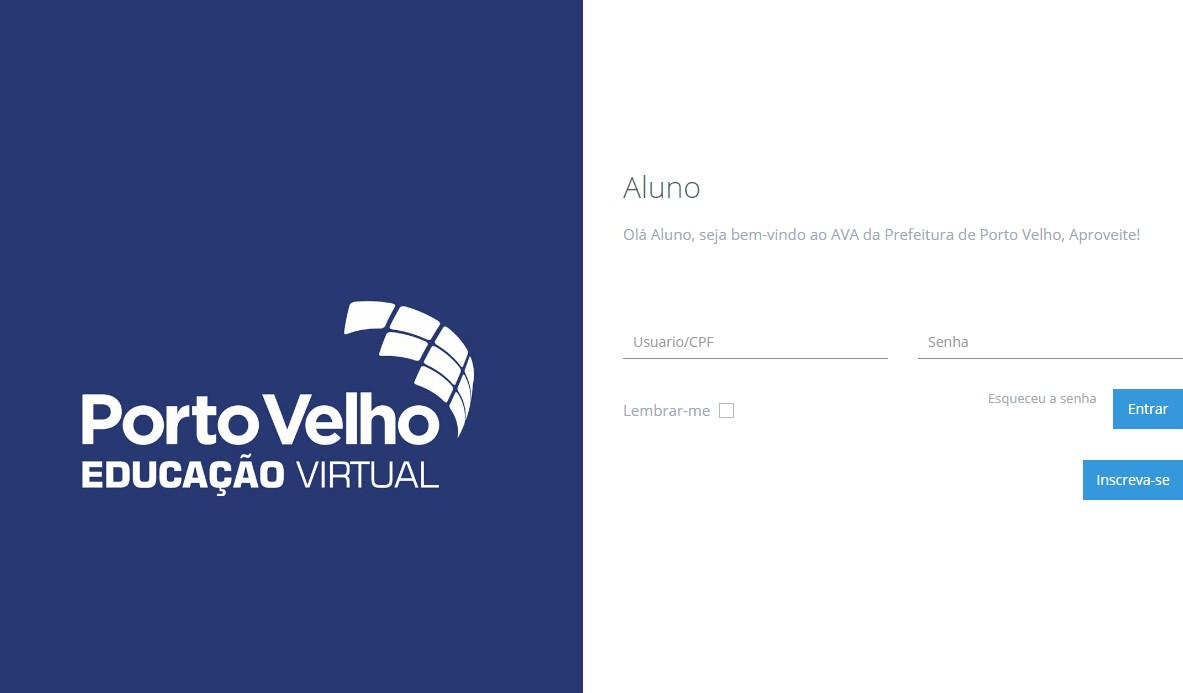 Porto Velho
EDUCAÇÃO VIRTUAL
Aluno
Olá Aluno, seja bem-vindo ao AVA da Prefeitura de Porto Velho, Aproveite!
Usuario/CPF
Senha
Lembrar-me
Esqueceu a senha
Entrar
Inscreva-se